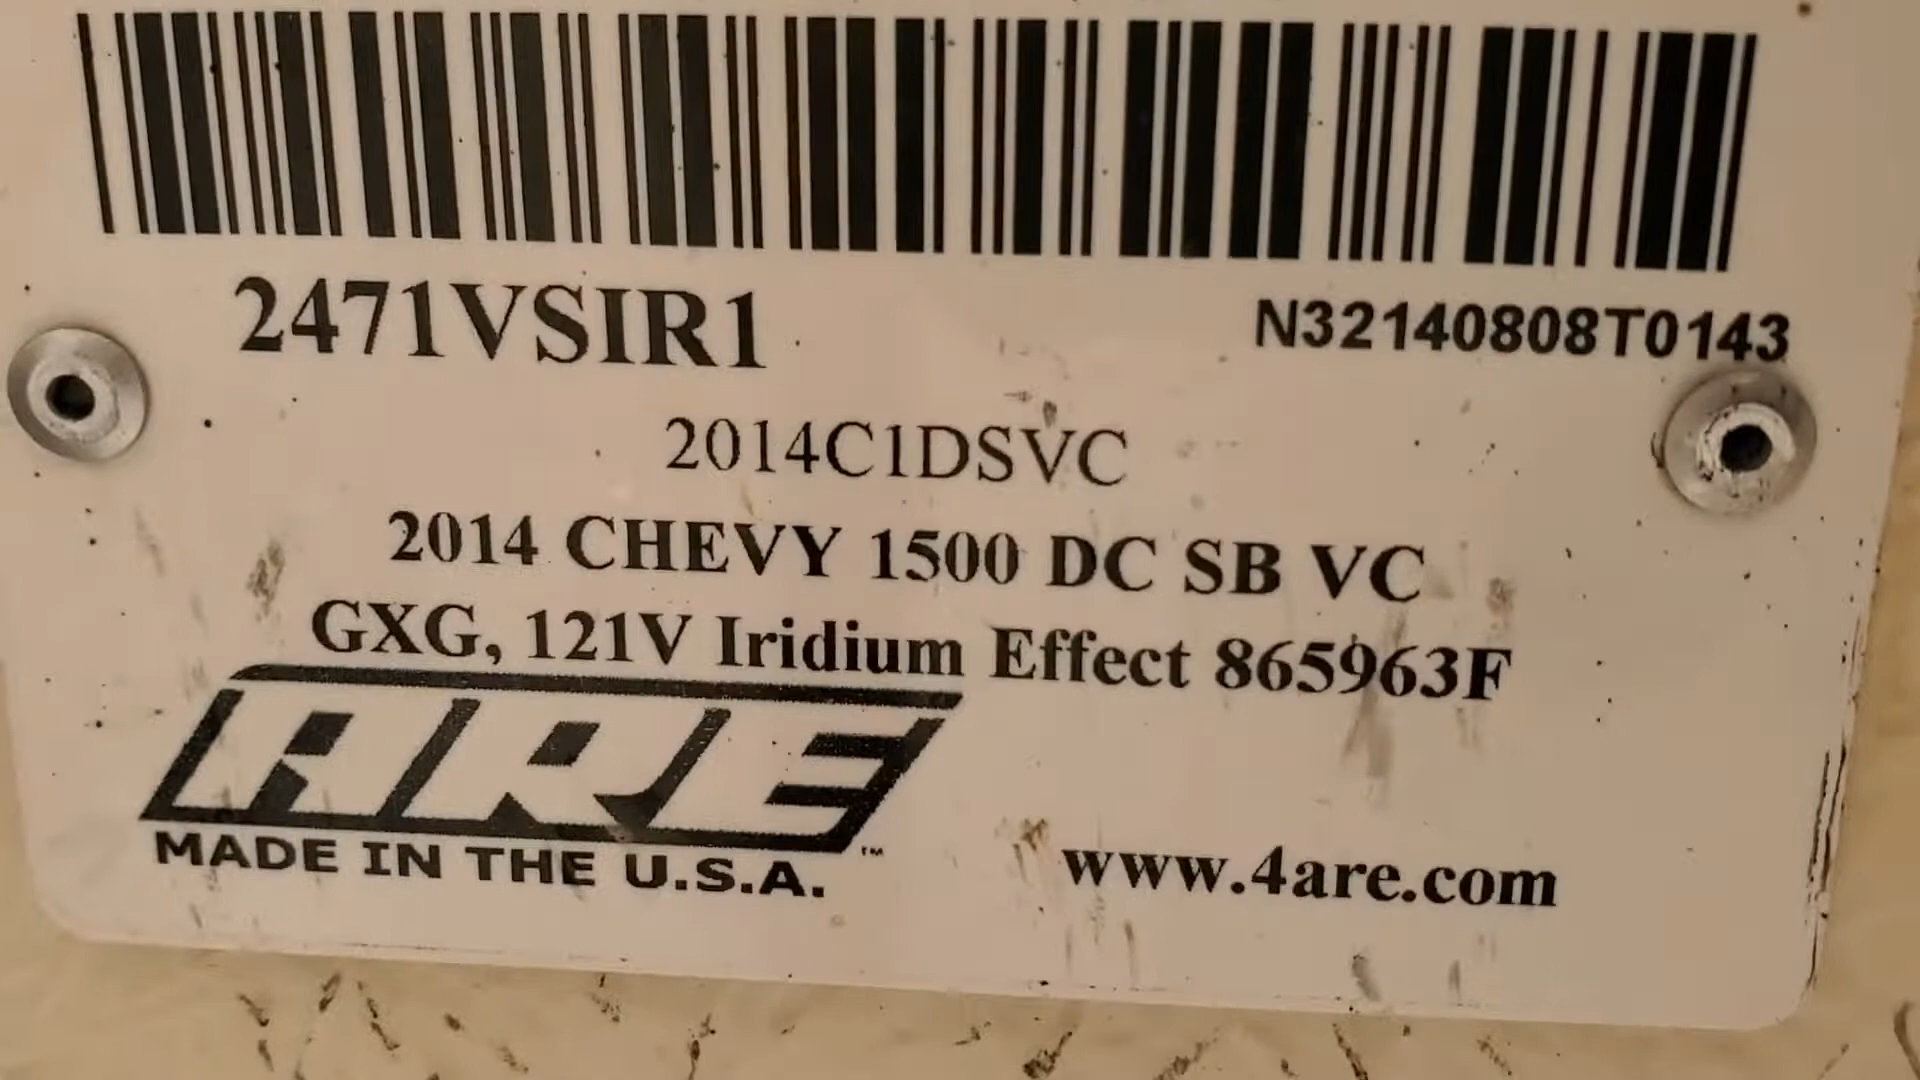 2471VSIR1 N32140808T0143
2014C1DSVC
2014 CHEVY 1500 DC SB VC
GXG, 121V Iridium Effect 865963F
ARE™
MADE IN THE U.S.A.
www.4are.com